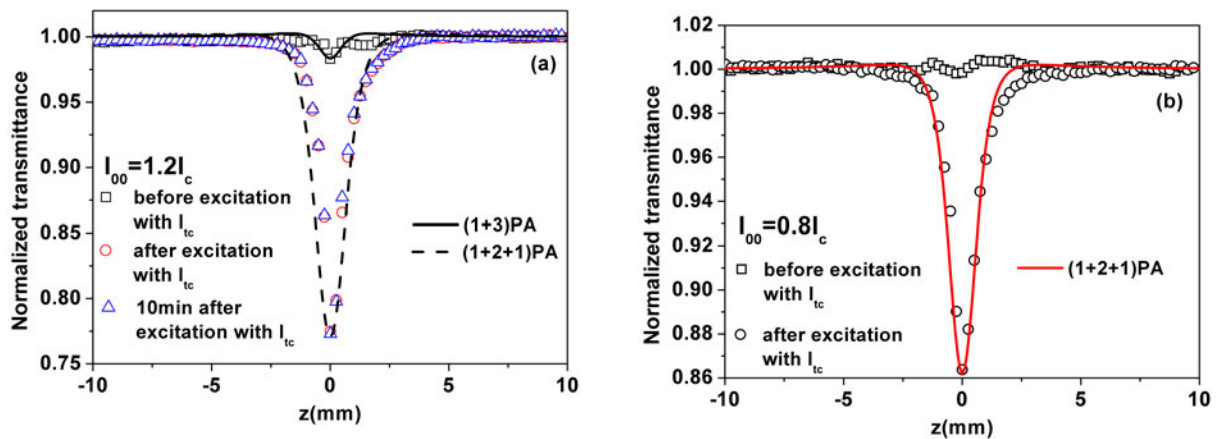 1.00
0.95
0.90
0.85
0.80
0.75
Normalized transmittance
(a)
I00=1.2Ic
before excitation
with Itc
after excitation
with Itc
10min after
excitation with Itc
(1+3)PA
(1+2+1)PA
-10
-5
0
5
10
z(mm)
1.02
1.00
0.98
0.96
0.94
0.92
0.90
0.88
0.86
Normalized transmittance
(b)
I00=0.8Ic
before excitation
with Itc
after excitation
with Itc
(1+2+1)PA
-10
-5
0
5
10
z(mm)